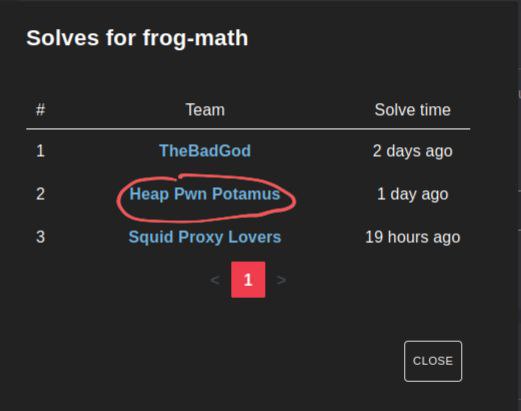 Solves for frog-math
# Team Solve time
1 TheBadGod 2 days ago
2 Heap Pwn Potamus 1 day ago
3 Squid Proxy Lovers 19 hours ago
< 1 >
CLOSE